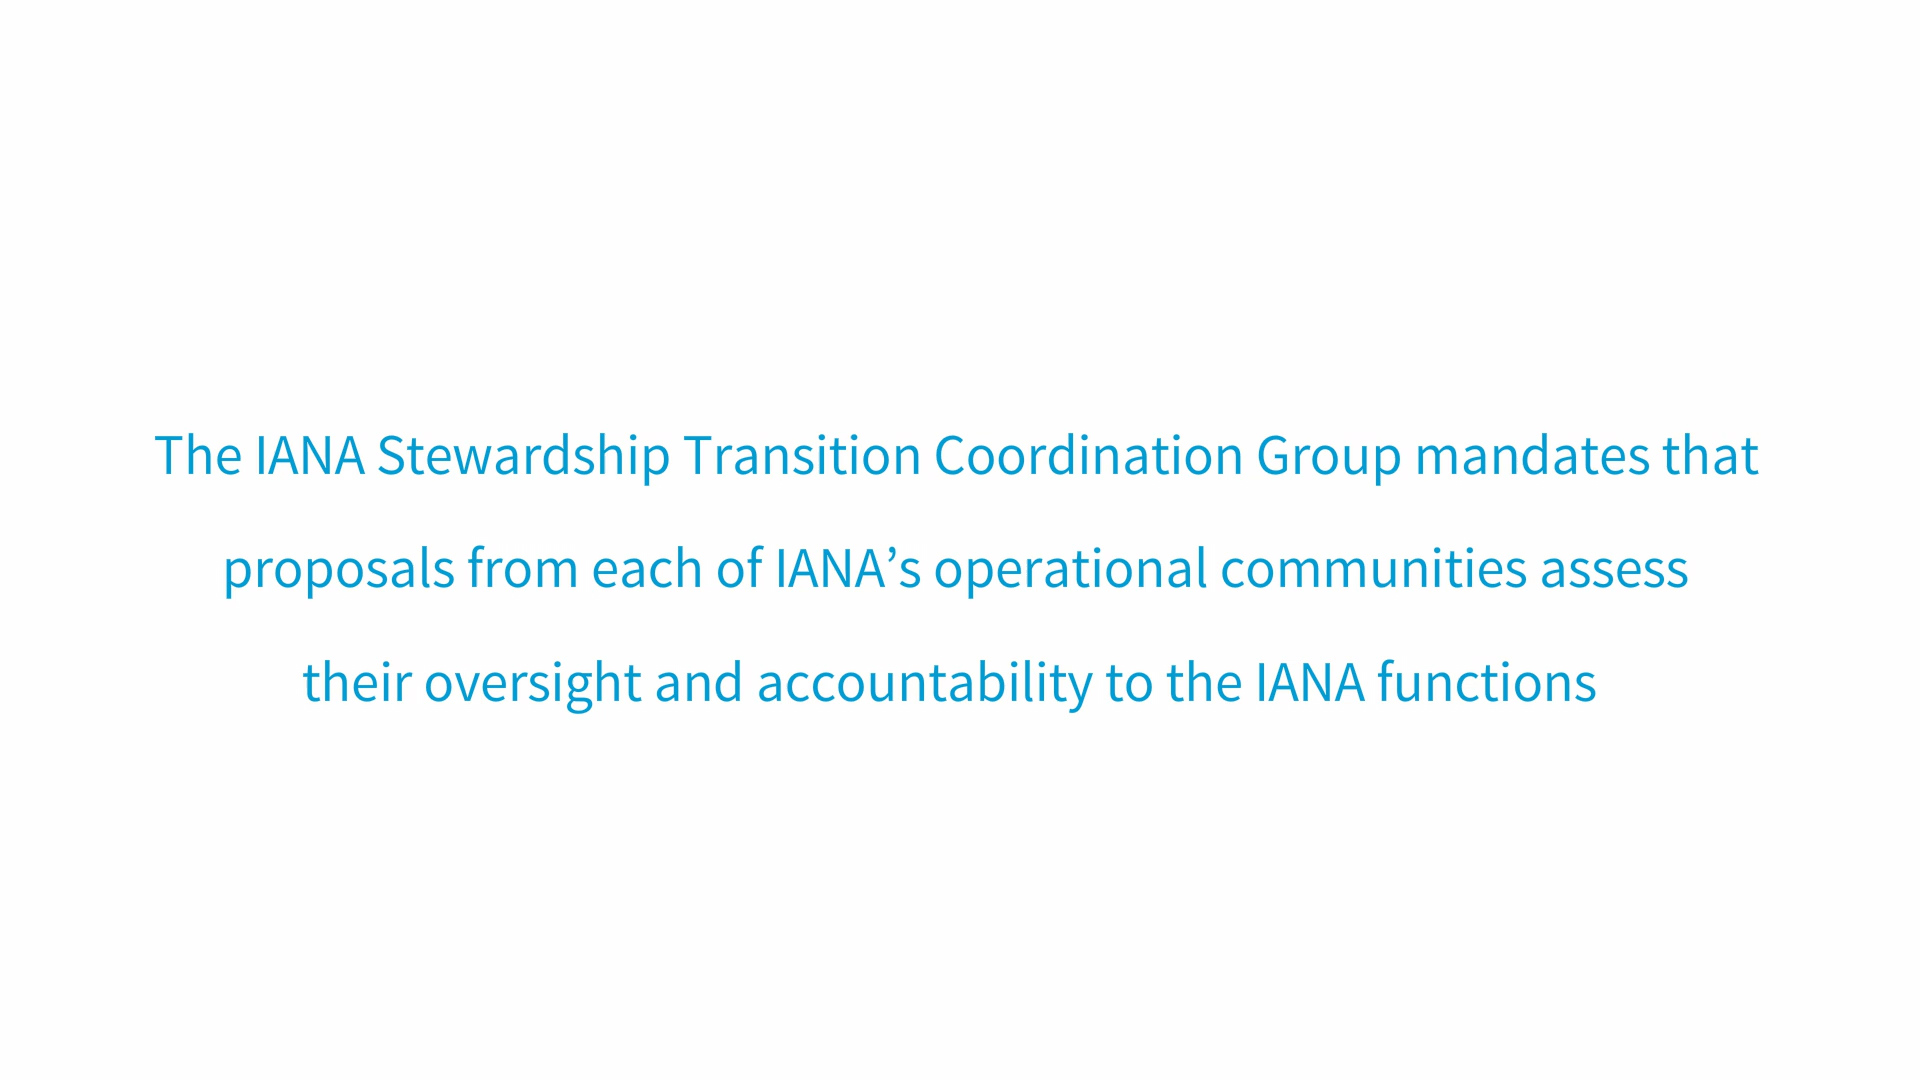 The IANA Stewardship Transition Coordination Group mandates that
proposals from each of IANA’s operational communities assess
their oversight and accountability to the IANA functions